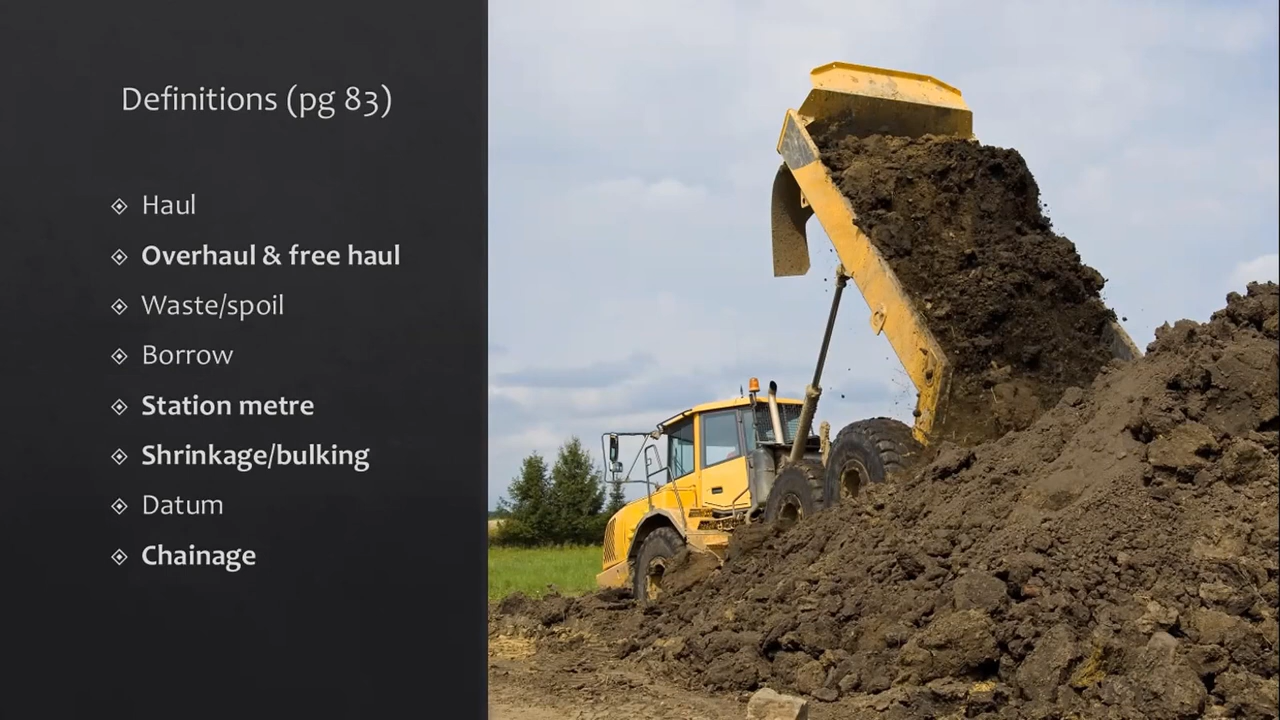 Definitions (pg 83)
Haul
Overhaul & free haul
Waste/spoil
Borrow
Station metre
Shrinkage/bulking
Datum
Chainage